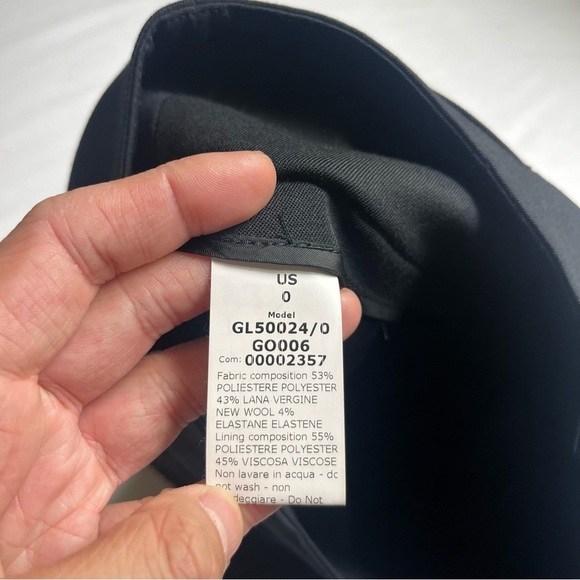 US
0
Model
GL50024/0
GO006
Com: 00002357
Fabric composition 53%
POLIESTERE POLYESTER
43% LANA VERGINE
NEW WOOL 4%
ELASTANE ELASTENE
Lining composition 55%
POLIESTERE POLYESTER
45% VISCOSA VISCOSE
Non lavare in acqua - do
not wash - non
- Do Not